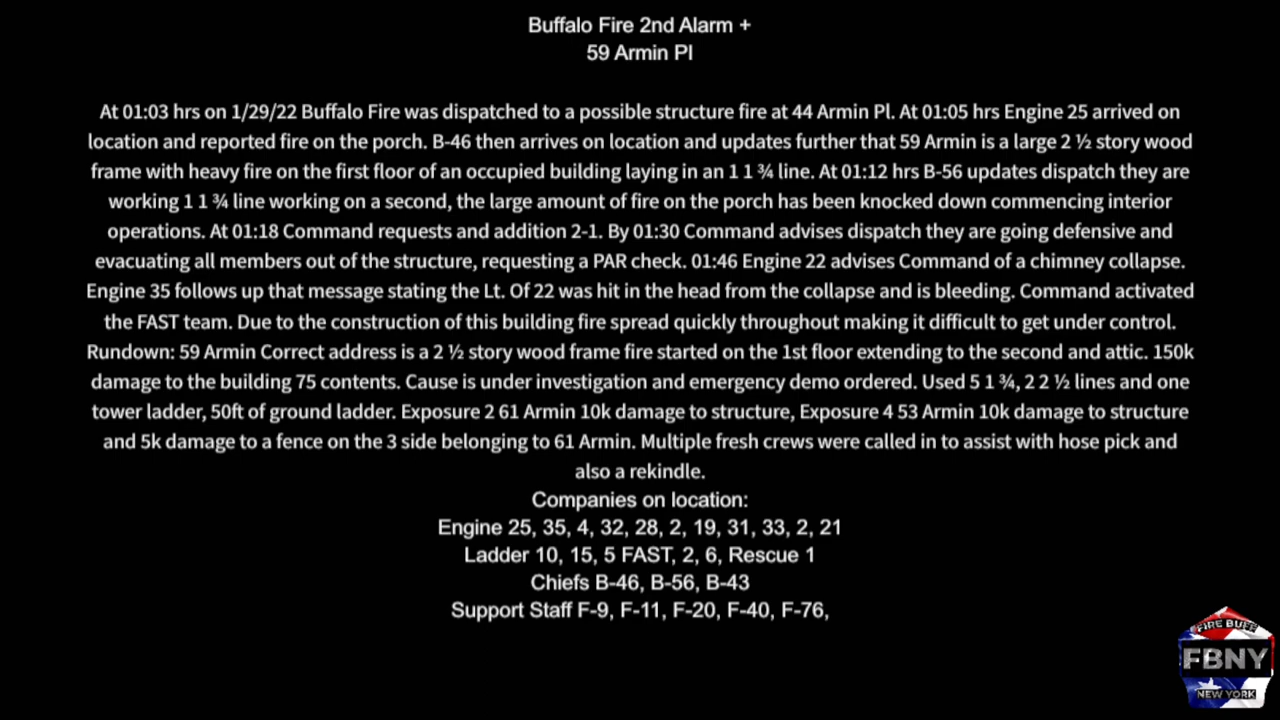 Buffalo Fire 2nd Alarm +
59 Armin Pl
At 01:03 hrs on 1/29/22 Buffalo Fire was dispatched to a possible structure fire at 44 Armin Pl. At 01:05 hrs Engine 25 arrived on
location and reported fire on the porch. B-46 then arrives on location and updates further that 59 Armin is a large 2 ½ story wood
frame with heavy fire on the first floor of an occupied building laying in an 1 1 ¾ line. At 01:12 hrs B-56 updates dispatch they are
working 1 1 ¾ line working on a second, the large amount of fire on the porch has been knocked down commencing interior
operations. At 01:18 Command requests and addition 2-1. By 01:30 Command advises dispatch they are going defensive and
evacuating all members out of the structure, requesting a PAR check. 01:46 Engine 22 advises Command of a chimney collapse.
Engine 35 follows up that message stating the Lt. Of 22 was hit in the head from the collapse and is bleeding. Command activated
the FAST team. Due to the construction of this building fire spread quickly throughout making it difficult to get under control.
Rundown: 59 Armin Correct address is a 2 ½ story wood frame fire started on the 1st floor extending to the second and attic. 150k
damage to the building 75 contents. Cause is under investigation and emergency demo ordered. Used 5 1 ¾, 2 2 ½ lines and one
tower ladder, 50ft of ground ladder. Exposure 2 61 Armin 10k damage to structure, Exposure 4 53 Armin 10k damage to structure
and 5k damage to a fence on the 3 side belonging to 61 Armin. Multiple fresh crews were called in to assist with hose pick and
also a rekindle.
Companies on location:
Engine 25, 35, 4, 32, 28, 2, 19, 31, 33, 2, 21
Ladder 10, 15, 5 FAST, 2, 6, Rescue 1
Chiefs B-46, B-56, B-43
Support Staff F-9, F-11, F-20, F-40, F-76,
FIRE BUFF
FBNY
NEW YORK